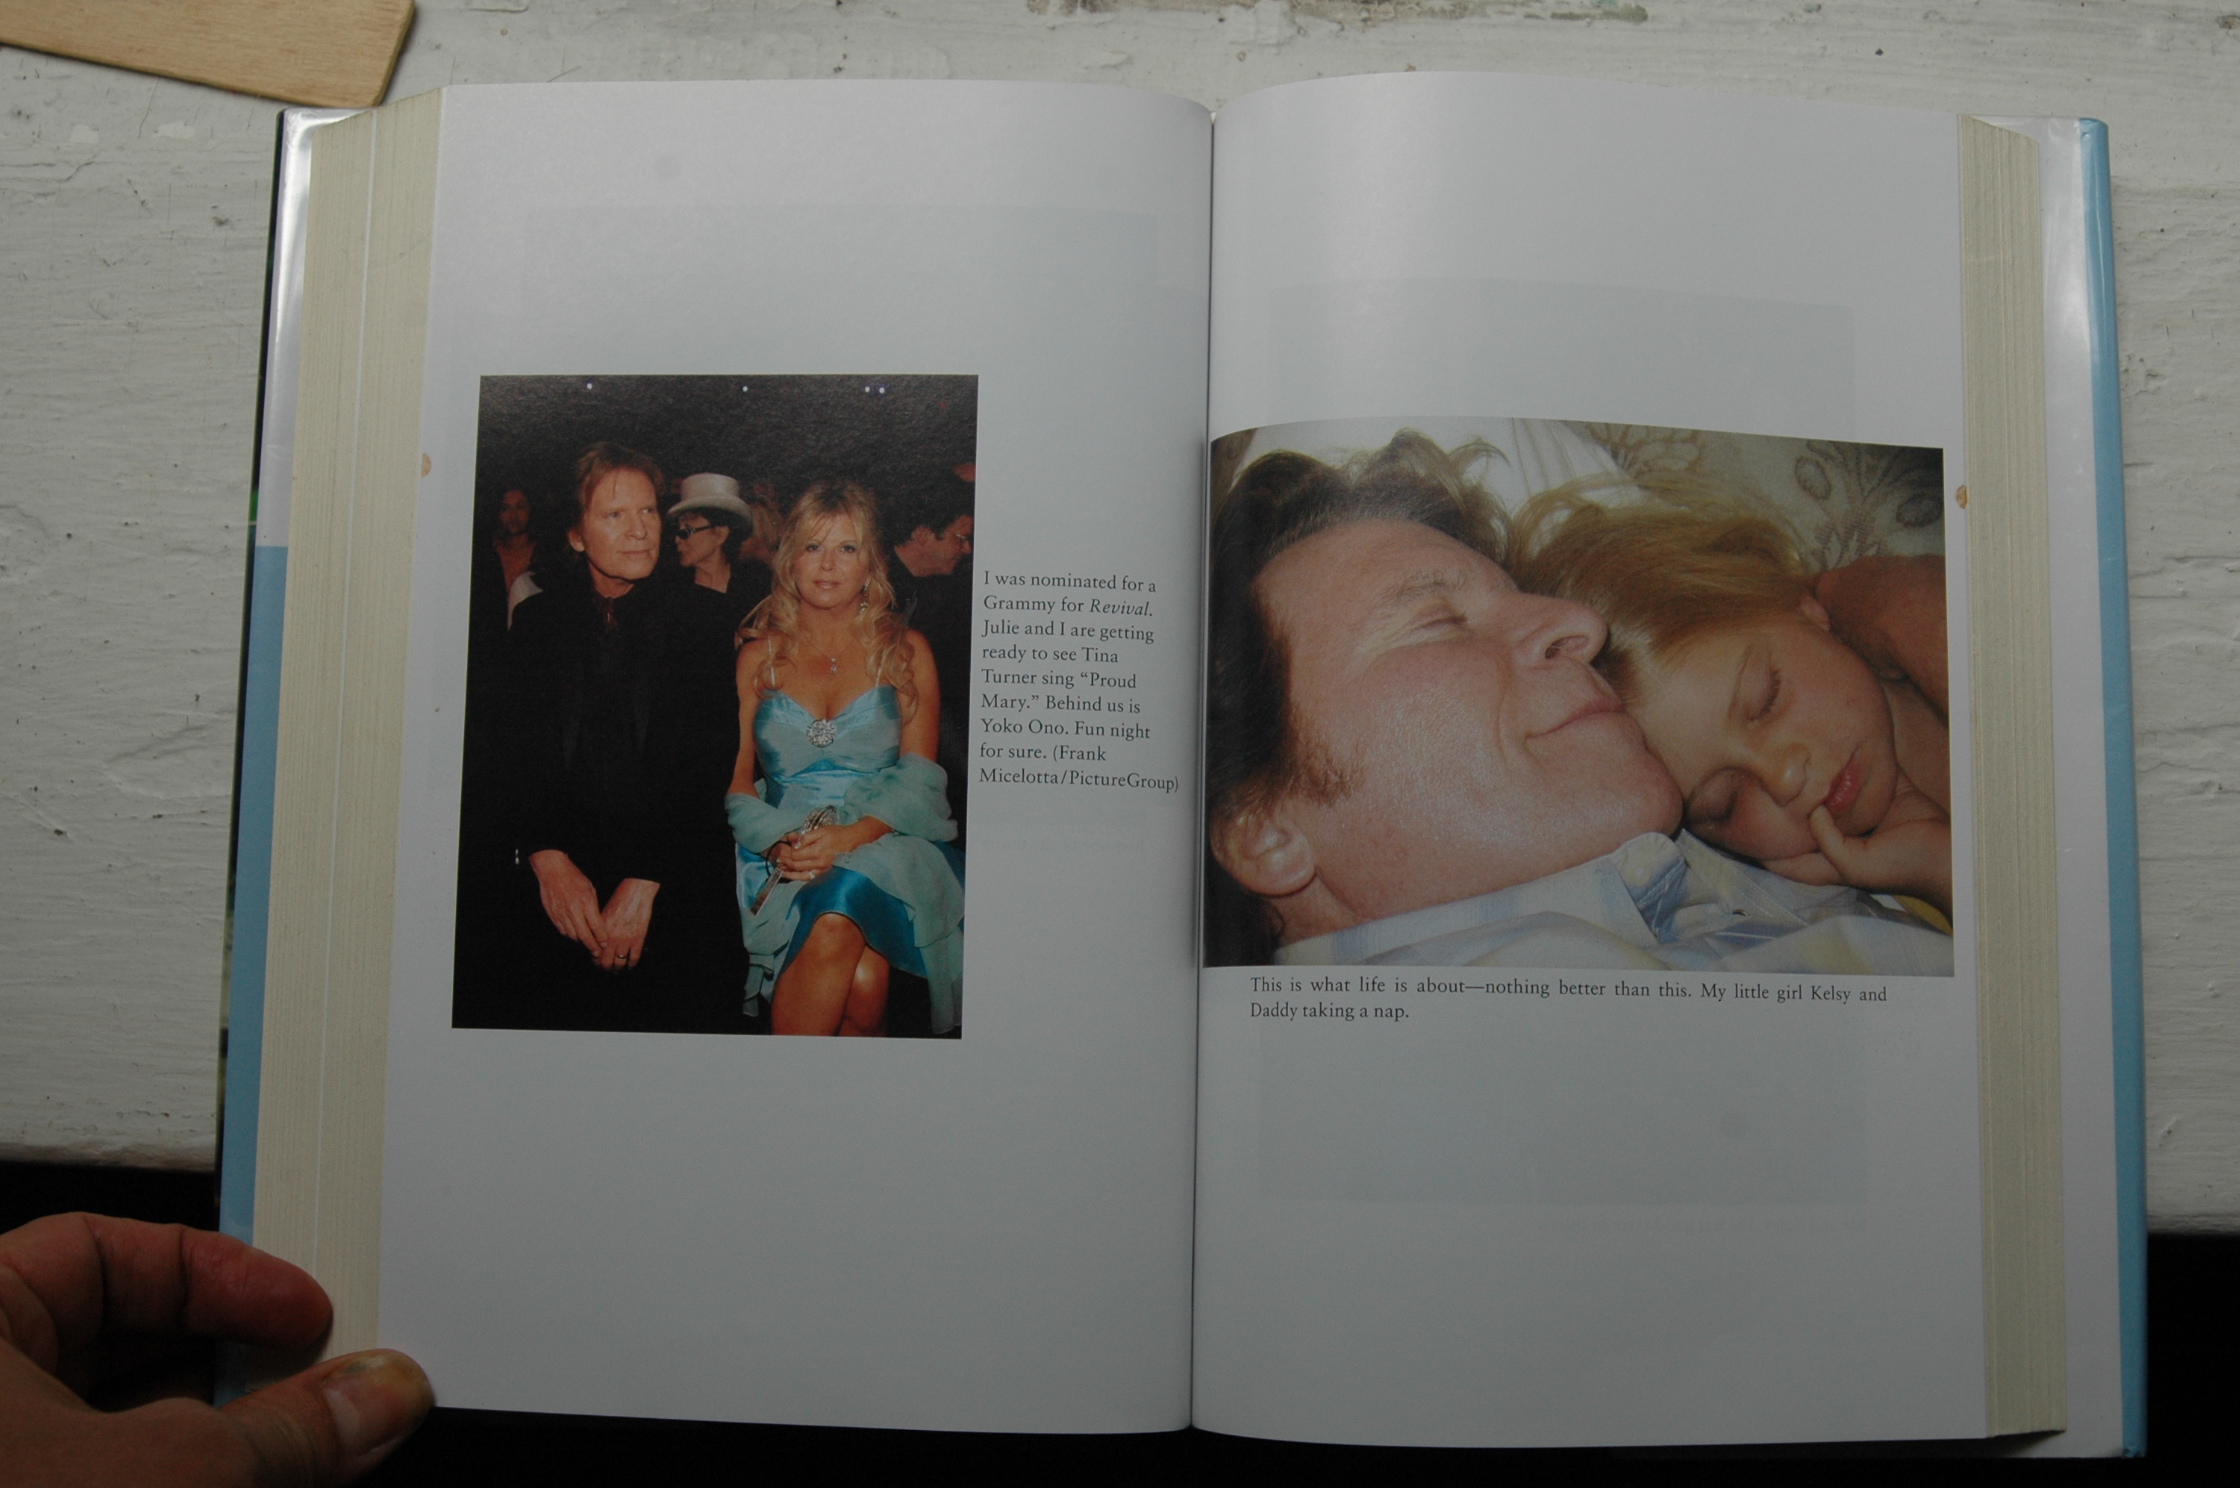 I was nominated for a
Grammy for Revival.
Julie and I are getting
ready to see Tina
Turner sing “Proud
Mary.” Behind us is
Yoko Ono. Fun night
for sure. (Frank
Micelotta/PictureGroup)
This is what life is about—nothing better than this. My little girl Kelsy and
Daddy taking a nap.